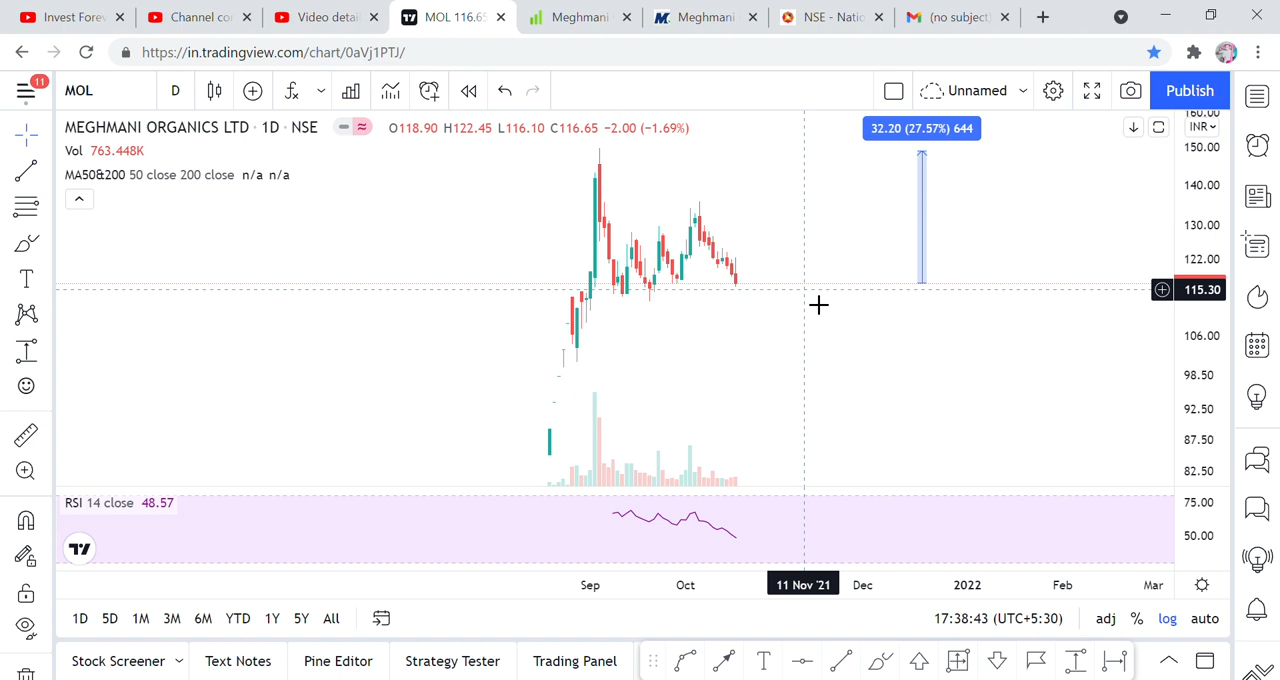 Invest Forev
Channel co
Video detai
MOL 116.65
Meghmani
Meghmani
NSE - Natio
(no subject)
https://in.tradingview.com/chart/0aVj1PTJ/
11
MOL
D
Unnamed
Publish
MEGHMANI ORGANICS LTD · 1D · NSE
O118.90 H122.45 L116.10 C116.65 −2.00 (−1.69%)
Vol 763.448K
MA50&200 50 close 200 close n/a n/a
32.20 (27.57%) 644
INR
160.00
150.00
140.00
130.00
122.00
115.30
106.00
98.50
92.50
87.50
82.50
RSI 14 close 48.57
75.00
50.00
Sep
Oct
11 Nov '21
Dec
2022
Feb
Mar
1D 5D 1M 3M 6M YTD 1Y 5Y All
17:38:43 (UTC+5:30)
adj % log auto
Stock Screener
Text Notes
Pine Editor
Strategy Tester
Trading Panel